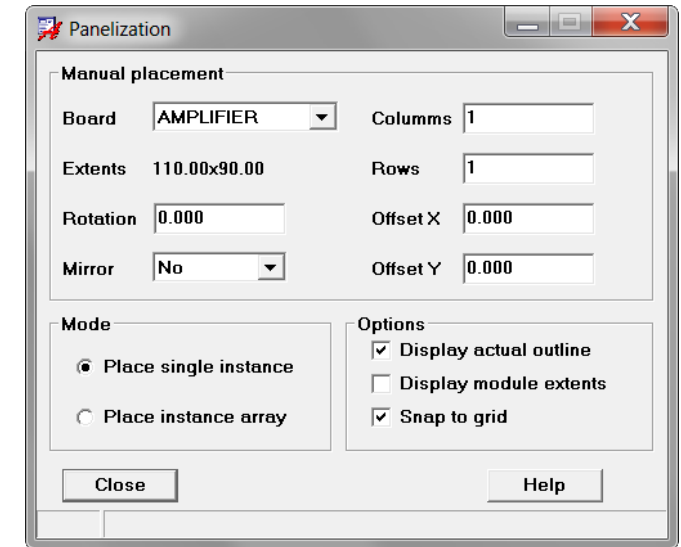 Panelization
Manual placement
Board AMPLIFIER Columms 1
Extents 110.00x90.00 Rows 1
Rotation 0.000 Offset X 0.000
Mirror No Offset Y 0.000
Mode Options
Display actual outline
Place single instance
Display module extents
Place instance array Snap to grid
Close Help